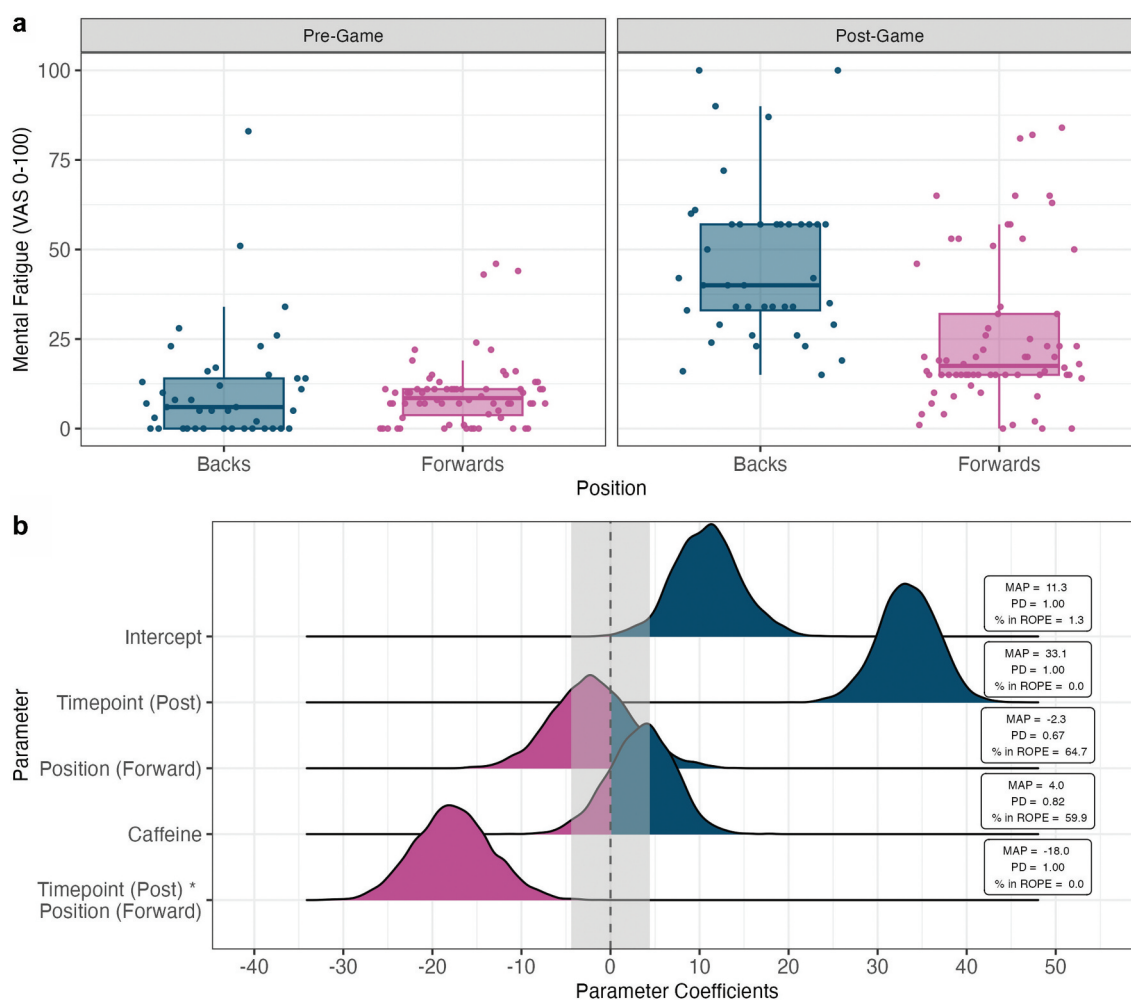 a
Pre-Game
Post-Game
Mental Fatigue (VAS 0-100)
100
75
50
25
0
Backs
Forwards
Backs
Forwards
Position
b
Parameter
Intercept
MAP = 11.3
PD = 1.00
% in ROPE = 1.3
Timepoint (Post)
MAP = 33.1
PD = 1.00
% in ROPE = 0.0
Position (Forward)
MAP = -2.3
PD = 0.67
% in ROPE = 64.7
Caffeine
MAP = 4.0
PD = 0.82
% in ROPE = 59.9
Timepoint (Post) *
Position (Forward)
MAP = -18.0
PD = 1.00
% in ROPE = 0.0
-40 -30 -20 -10 0 10 20 30 40 50
Parameter Coefficients